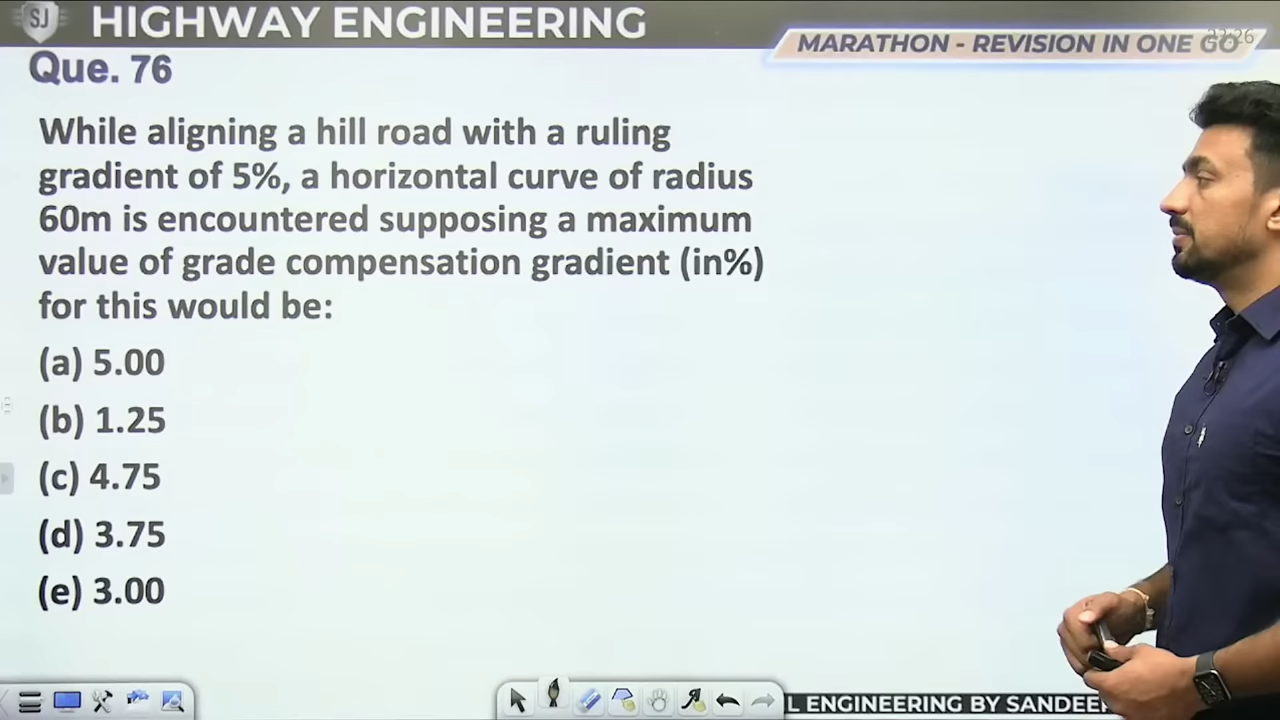 SJ
HIGHWAY ENGINEERING
MARATHON - REVISION IN ONE GO
23:26
Que. 76
While aligning a hill road with a ruling
gradient of 5%, a horizontal curve of radius
60m is encountered supposing a maximum
value of grade compensation gradient (in%)
for this would be:
(a) 5.00
(b) 1.25
(c) 4.75
(d) 3.75
(e) 3.00
L ENGINEERING BY SANDEE